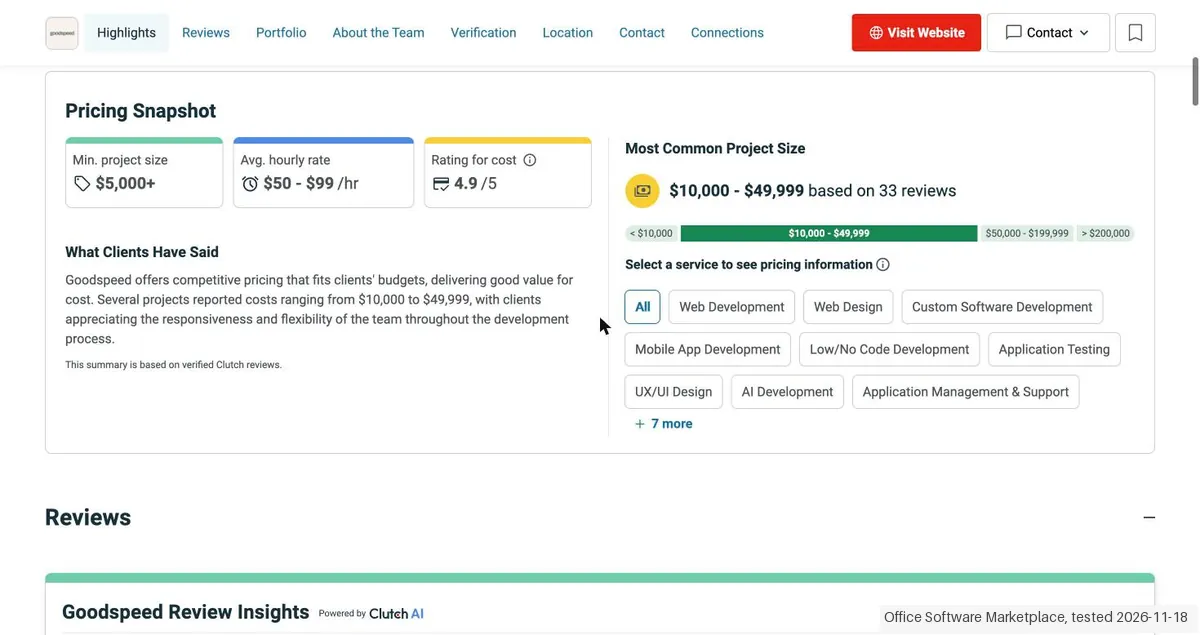 goodspeed
Highlights
Reviews
Portfolio
About the Team
Verification
Location
Contact
Connections
Visit Website
Contact
Pricing Snapshot
Min. project size
$5,000+
Avg. hourly rate
$50 - $99 /hr
Rating for cost
4.9 /5
What Clients Have Said
Goodspeed offers competitive pricing that fits clients' budgets, delivering good value for
cost. Several projects reported costs ranging from $10,000 to $49,999, with clients
appreciating the responsiveness and flexibility of the team throughout the development
process.
This summary is based on verified Clutch reviews.
Most Common Project Size
$10,000 - $49,999 based on 33 reviews
< $10,000
$10,000 - $49,999
$50,000 - $199,999
> $200,000
Select a service to see pricing information
All
Web Development
Web Design
Custom Software Development
Mobile App Development
Low/No Code Development
Application Testing
UX/UI Design
AI Development
Application Management & Support
+ 7 more
Reviews
Goodspeed Review Insights
Powered by Clutch AI
Office Software Marketplace, tested 2026-11-18